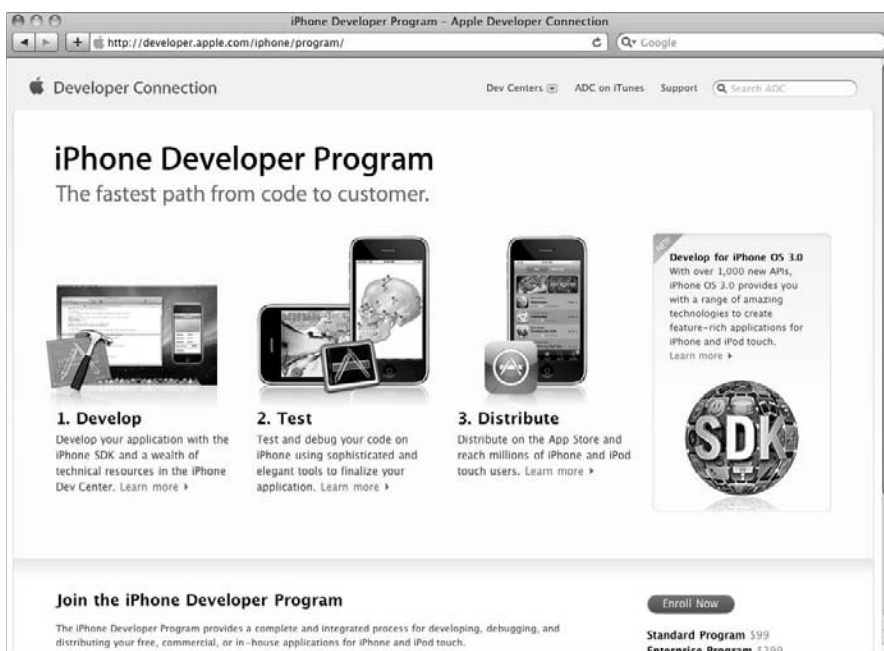 iPhone Developer Program – Apple Developer Connection
http://developer.apple.com/iphone/program/
Google
Developer Connection
Dev Centers
ADC on iTunes
Support
Search ADC
iPhone Developer Program
The fastest path from code to customer.
1. Develop
Develop your application with the
iPhone SDK and a wealth of
technical resources in the iPhone
Dev Center. Learn more
2. Test
Test and debug your code on
iPhone using sophisticated and
elegant tools to finalize your
application. Learn more
3. Distribute
Distribute on the App Store and
reach millions of iPhone and iPod
touch users. Learn more
NEW
Develop for iPhone OS 3.0
With over 1,000 new APIs,
iPhone OS 3.0 provides you
with a range of amazing
technologies to create
feature-rich applications for
iPhone and iPod touch.
Learn more
SDK
Join the iPhone Developer Program
The iPhone Developer Program provides a complete and integrated process for developing, debugging, and
distributing your free, commercial, or in-house applications for iPhone and iPod touch.
Enroll Now
Standard Program $99
Enterprise Program $299